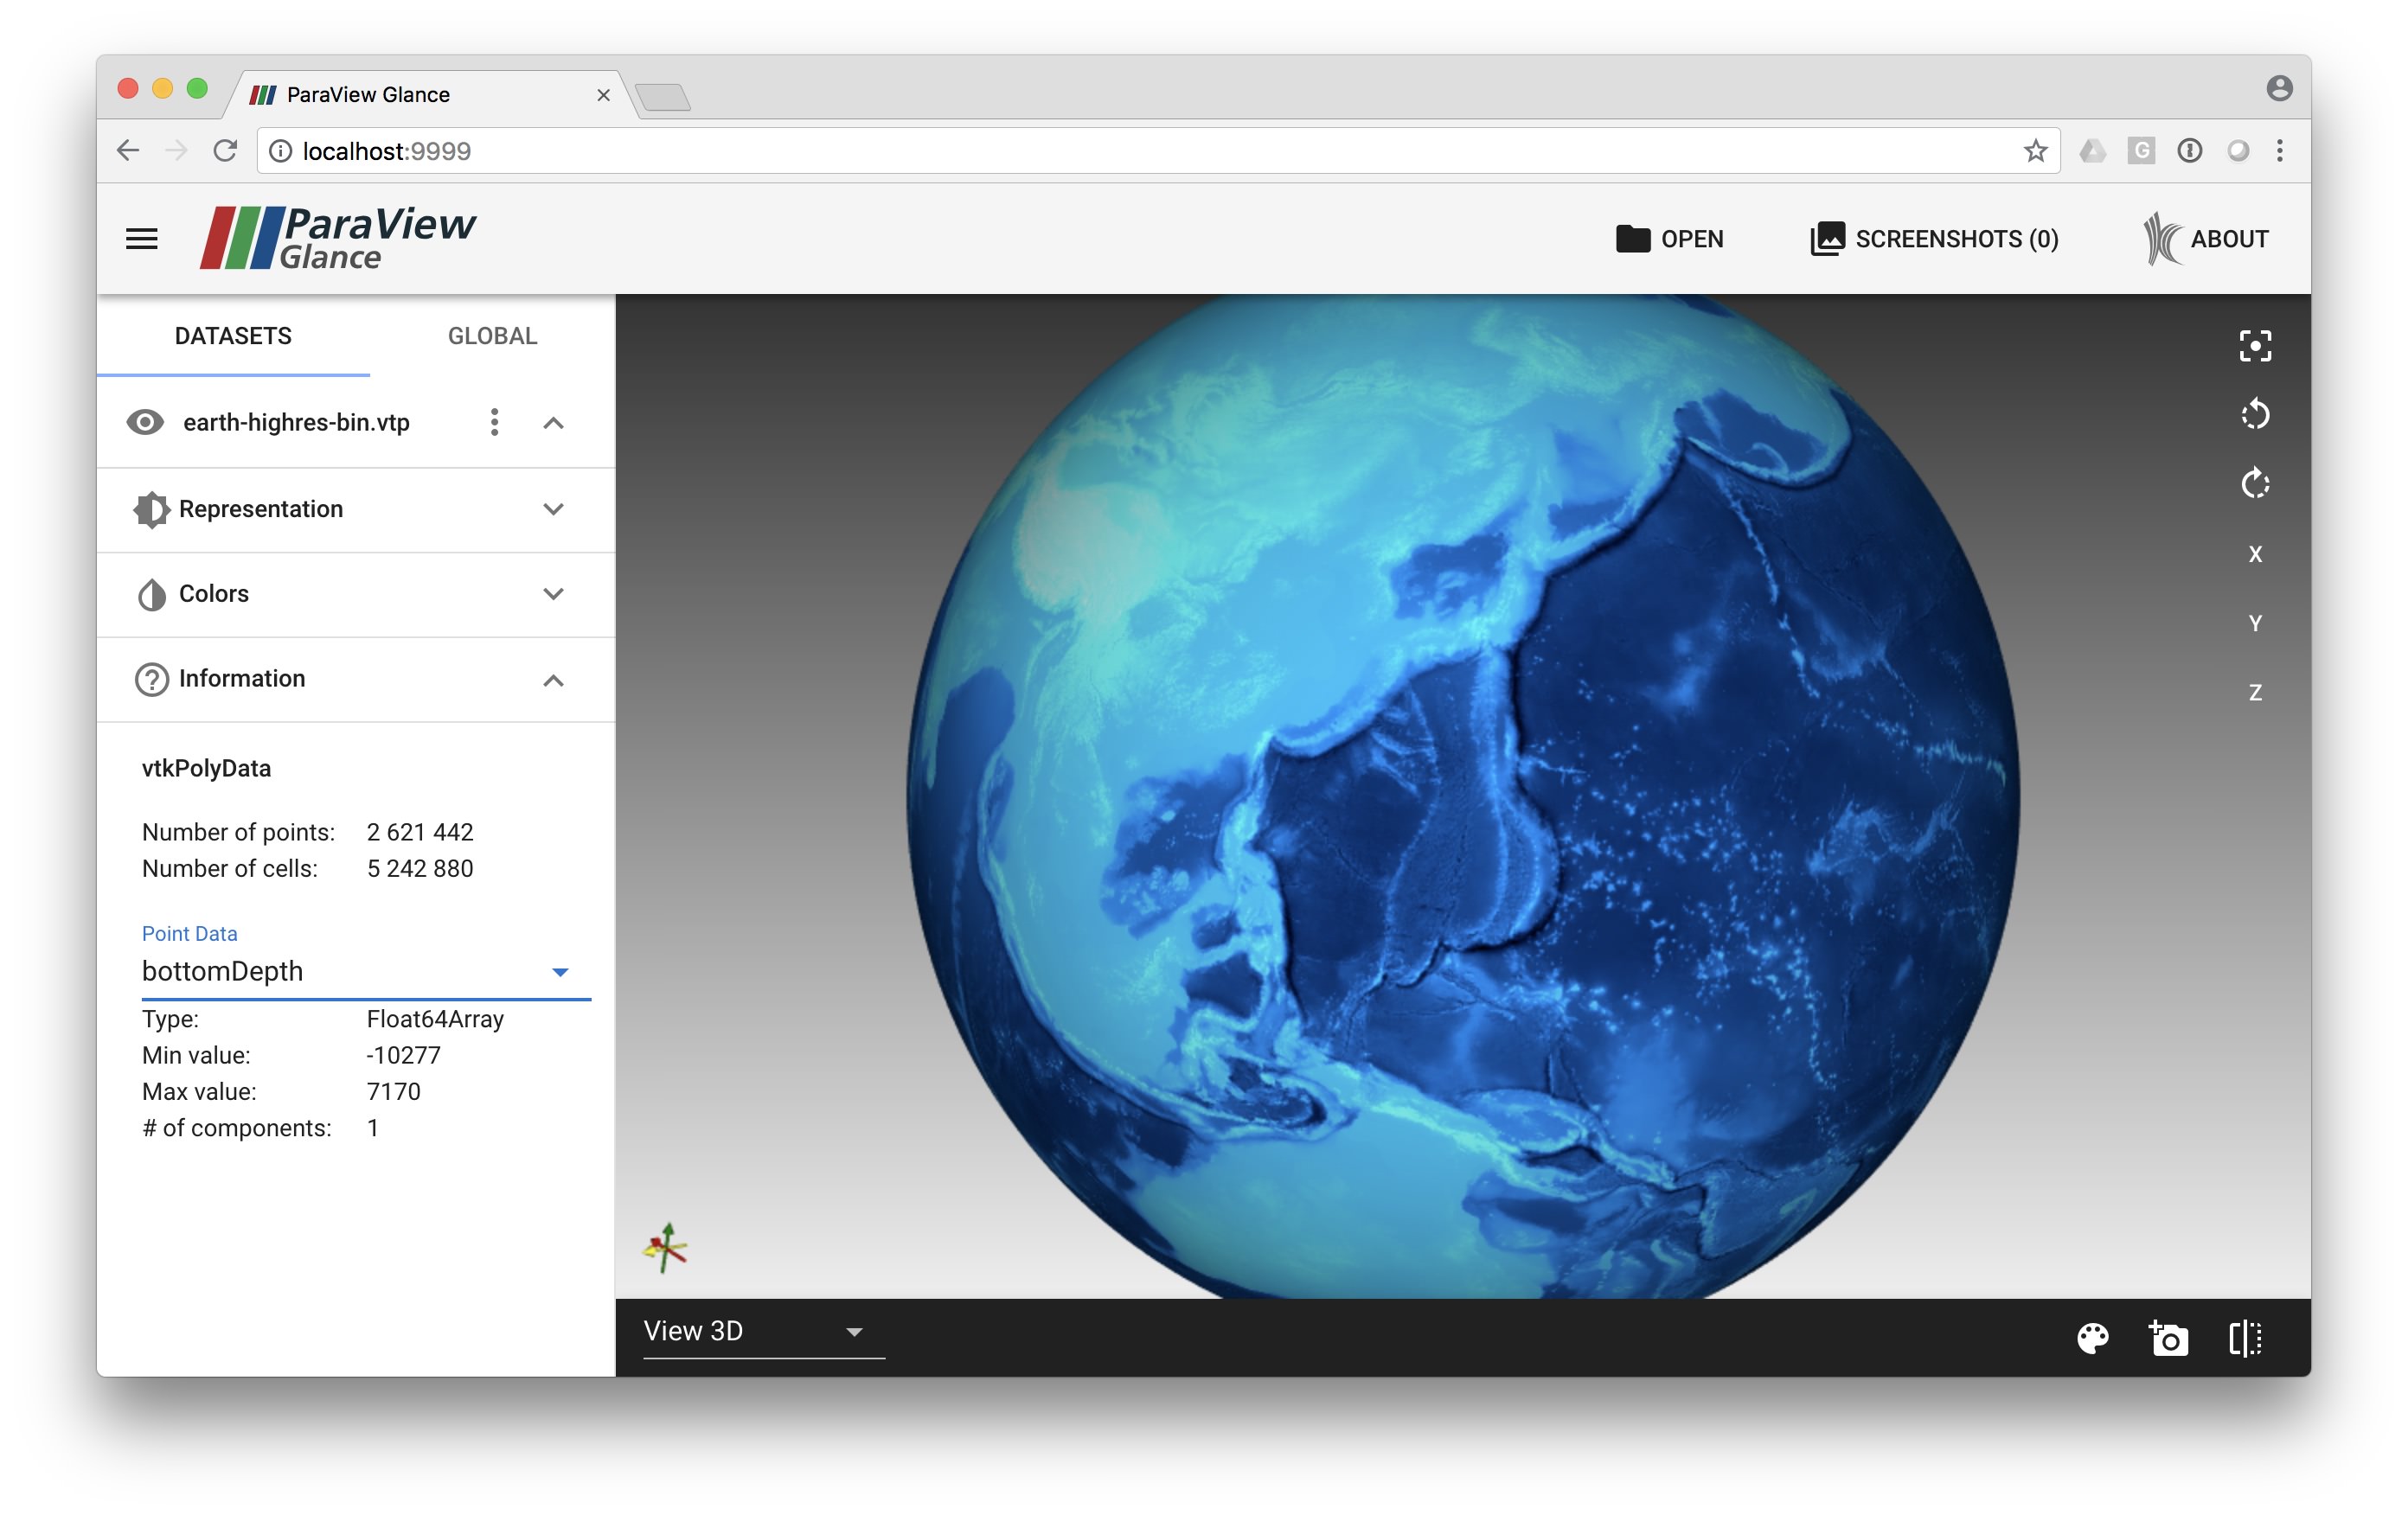 ParaView Glance
localhost:9999
G
ParaView
Glance
OPEN
SCREENSHOTS (0)
ABOUT
DATASETS
GLOBAL
earth-highres-bin.vtp
Representation
Colors
Information
vtkPolyData
Number of points: 2 621 442
Number of cells: 5 242 880
Point Data
bottomDepth
Type: Float64Array
Min value: -10277
Max value: 7170
# of components: 1
X
Y
Z
View 3D